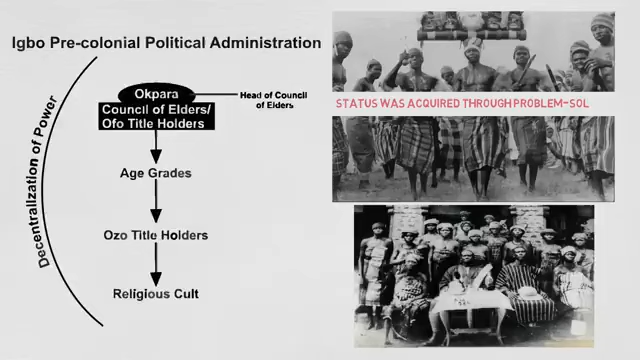 Igbo Pre-colonial Political Administration
Decentralization of Power
Okpara
Head of Council
of Elders
Council of Elders/
Ofo Title Holders
Age Grades
Ozo Title Holders
Religious Cult
STATUS WAS ACQUIRED THROUGH PROBLEM-SOL